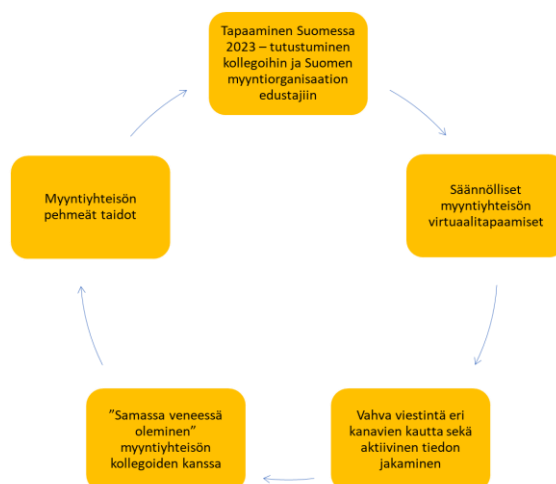 Tapaaminen Suomessa
2023 – tutustuminen
kollegoihin ja Suomen
myyntiorganisaation
edustajiin
Säännölliset
myyntiyhteisön
virtuaalitapaamiset
Vahva viestintä eri
kanavien kautta sekä
aktiivinen tiedon
jakaminen
”Samassa veneessä
oleminen”
myyntiyhteisön
kollegoiden kanssa
Myyntiyhteisön
pehmeät taidot